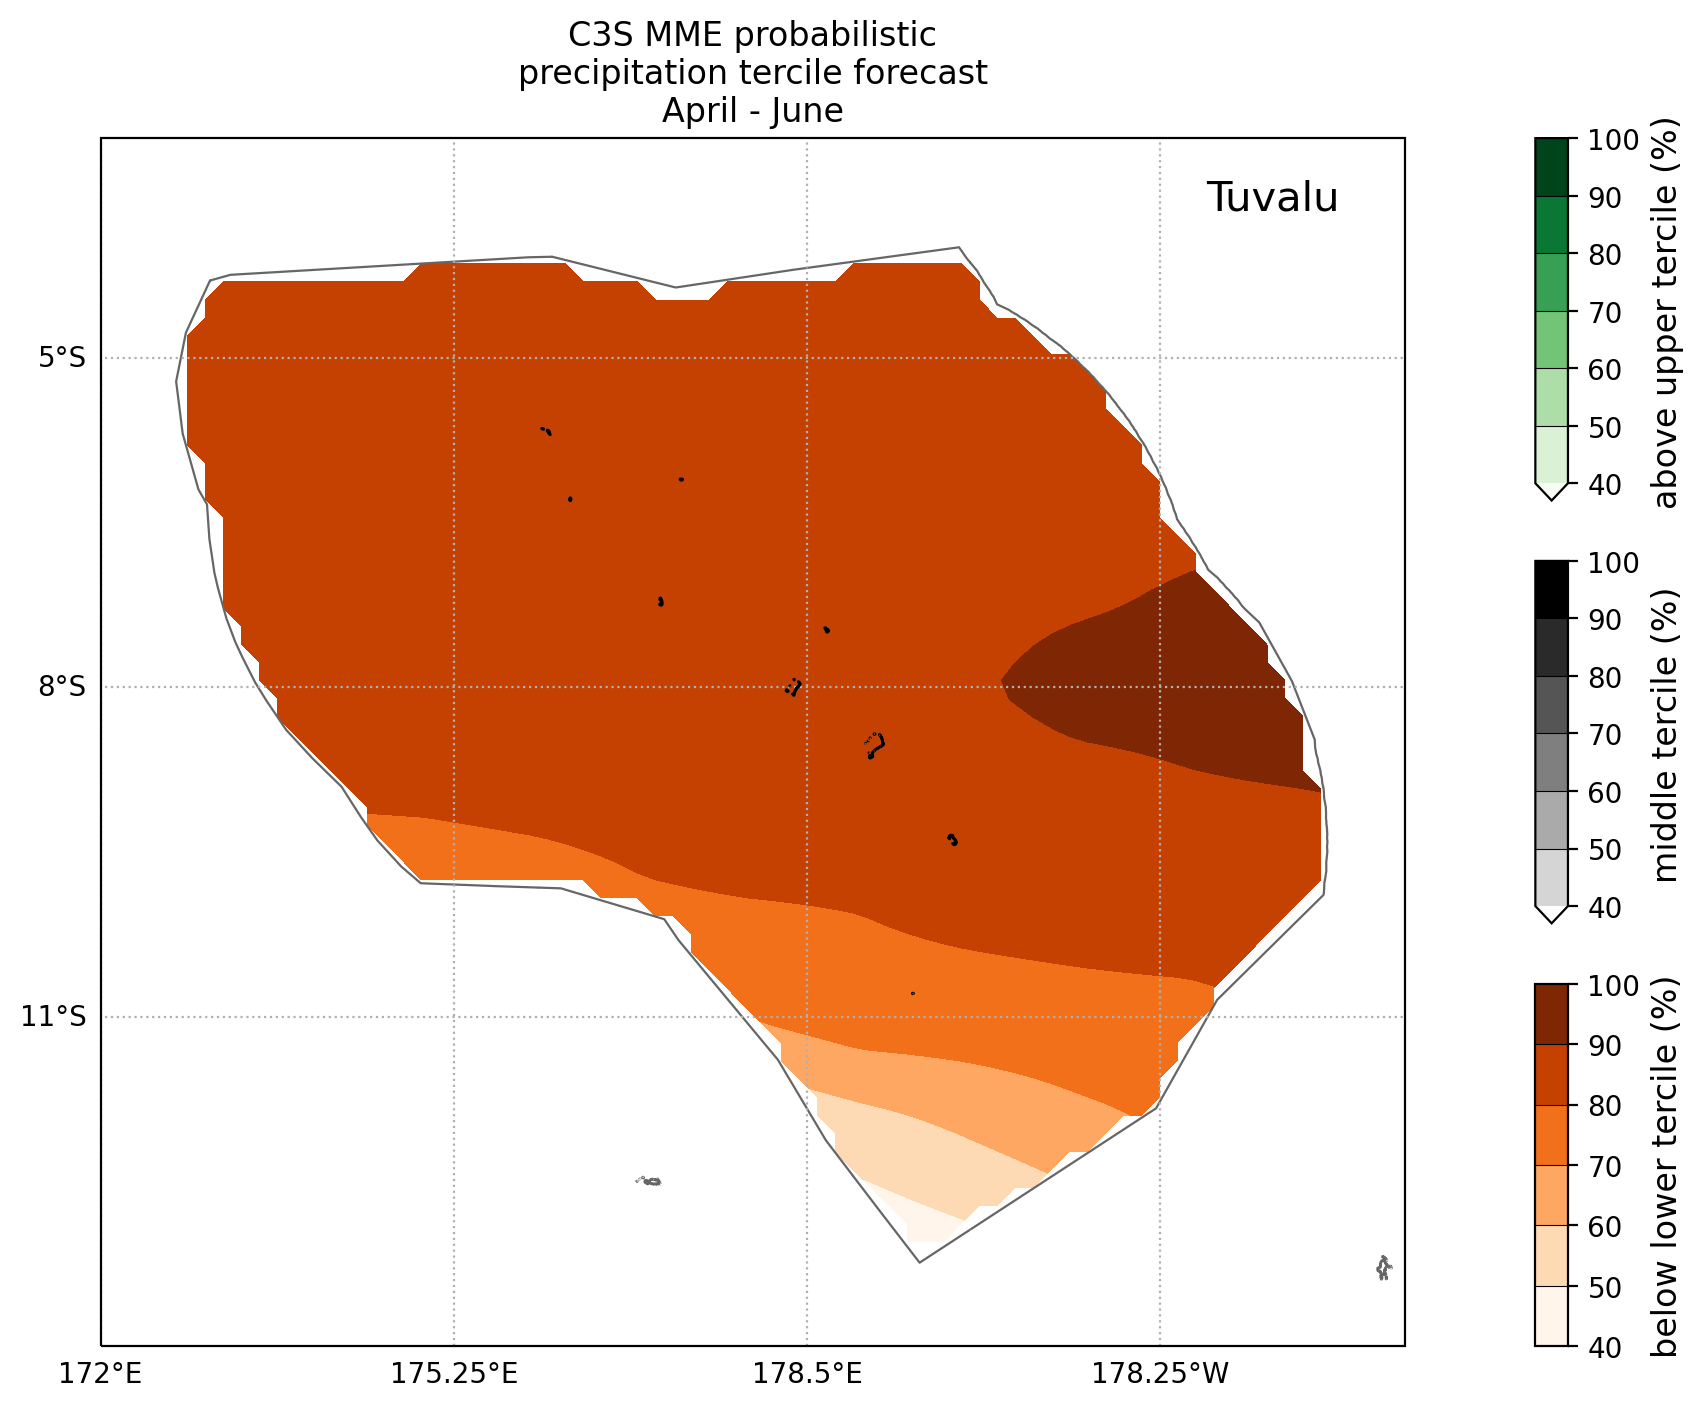 C3S MME probabilistic
precipitation tercile forecast
April - June
Tuvalu
5°S
8°S
11°S
172°E
175.25°E
178.5°E
178.25°W
100
90
80
70
60
50
40
above upper tercile (%)
100
90
80
70
60
50
40
middle tercile (%)
100
90
80
70
60
50
40
below lower tercile (%)